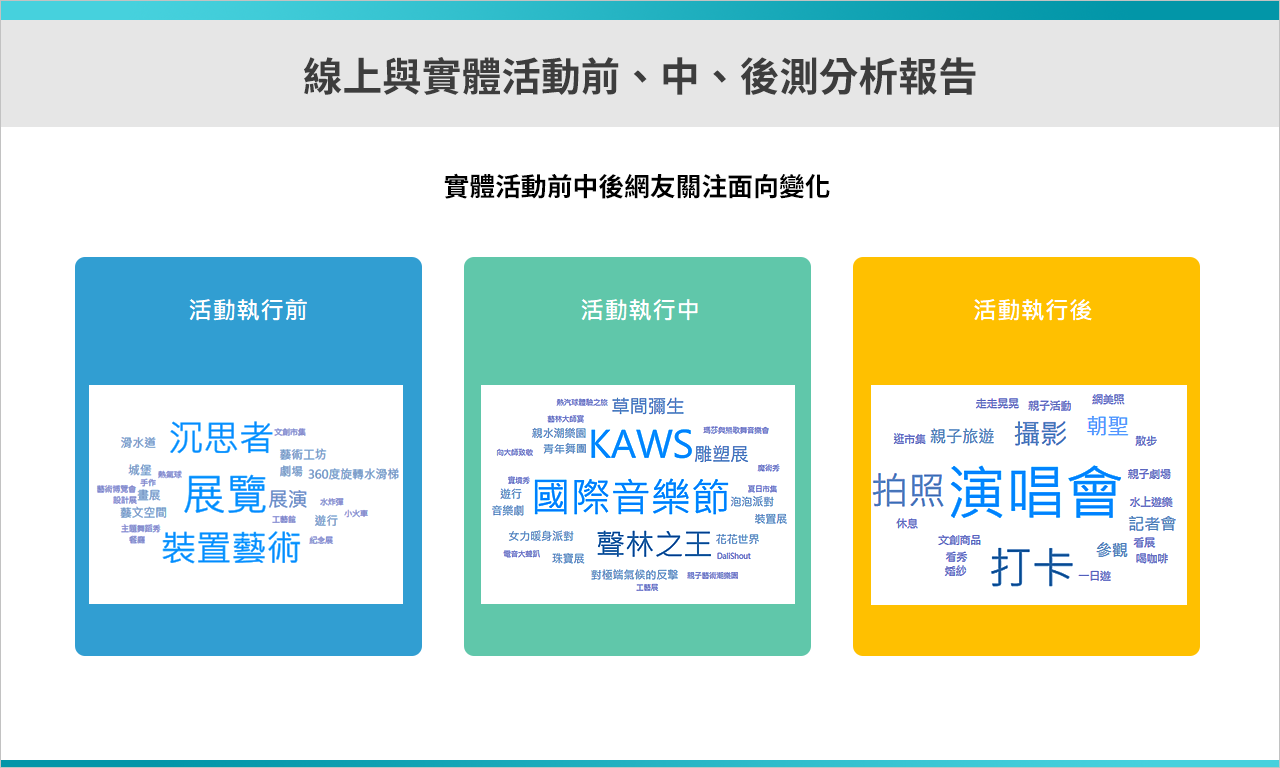 線上與實體活動前、中、後測分析報告
實體活動前中後網友關注面向變化
活動執行前
沉思者
文創市集
滑水道
藝術工坊
城堡
熱氣球
劇場
360度旋轉水滑梯
手作
藝術博覽會
畫展
設計展
展覽
展演
水炸彈
藝文空間
小火車
工藝館
遊行
主題舞蹈秀
餐廳
裝置藝術
紀念展
活動執行中
熱汽球體驗之旅
草間彌生
藝林大師宴
親水潮樂園
KAWS
瑪莎與熊歌舞音樂會
青年舞團
雕塑展
向大師致敬
魔術秀
實境秀
遊行
國際音樂節
夏日市集
泡泡派對
音樂劇
裝置展
女力暖身派對
聲林之王
花花世界
電音大聲趴
珠寶展
DaliShout
對極端氣候的反擊
親子藝術潮樂園
工藝展
活動執行後
走走晃晃
親子活動
網美照
逛市集
親子旅遊
攝影
朝聖
散步
拍照
演唱會
親子劇場
水上遊樂
休息
記者會
文創商品
看展
看秀
打卡
參觀
喝咖啡
婚紗
一日遊